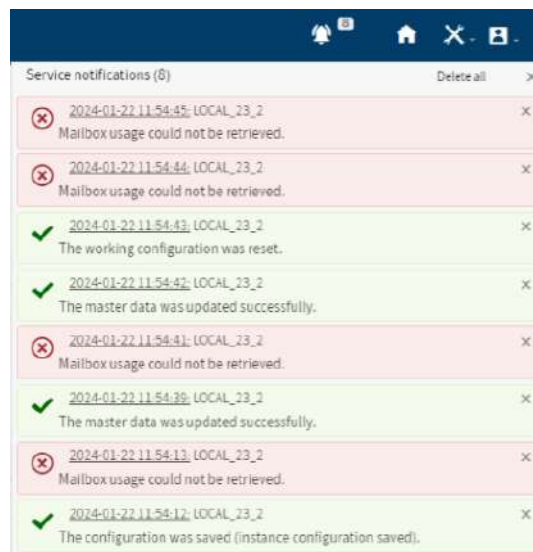 8
Service notifications (8) Delete all ×
2024-01-22 11:54:45: LOCAL_23_2 ×
Mailbox usage could not be retrieved.
2024-01-22 11:54:44: LOCAL_23_2 ×
Mailbox usage could not be retrieved.
2024-01-22 11:54:43: LOCAL_23_2 ×
The working configuration was reset.
2024-01-22 11:54:42: LOCAL_23_2 ×
The master data was updated successfully.
2024-01-22 11:54:41: LOCAL_23_2 ×
Mailbox usage could not be retrieved.
2024-01-22 11:54:39: LOCAL_23_2 ×
The master data was updated successfully.
2024-01-22 11:54:13: LOCAL_23_2 ×
Mailbox usage could not be retrieved.
2024-01-22 11:54:12: LOCAL_23_2 ×
The configuration was saved (instance configuration saved).